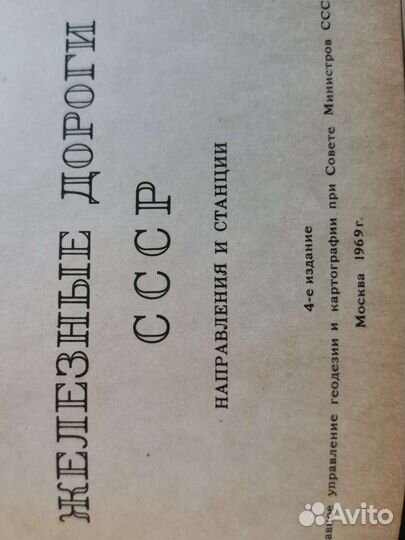 ЖЕЛЕЗНЫЕ ДОРОГИ
СССР
НАПРАВЛЕНИЯ И СТАНЦИИ
4-е издание
управление геодезии и картографии при Совете Министров
Москва 1969 г.
Avito